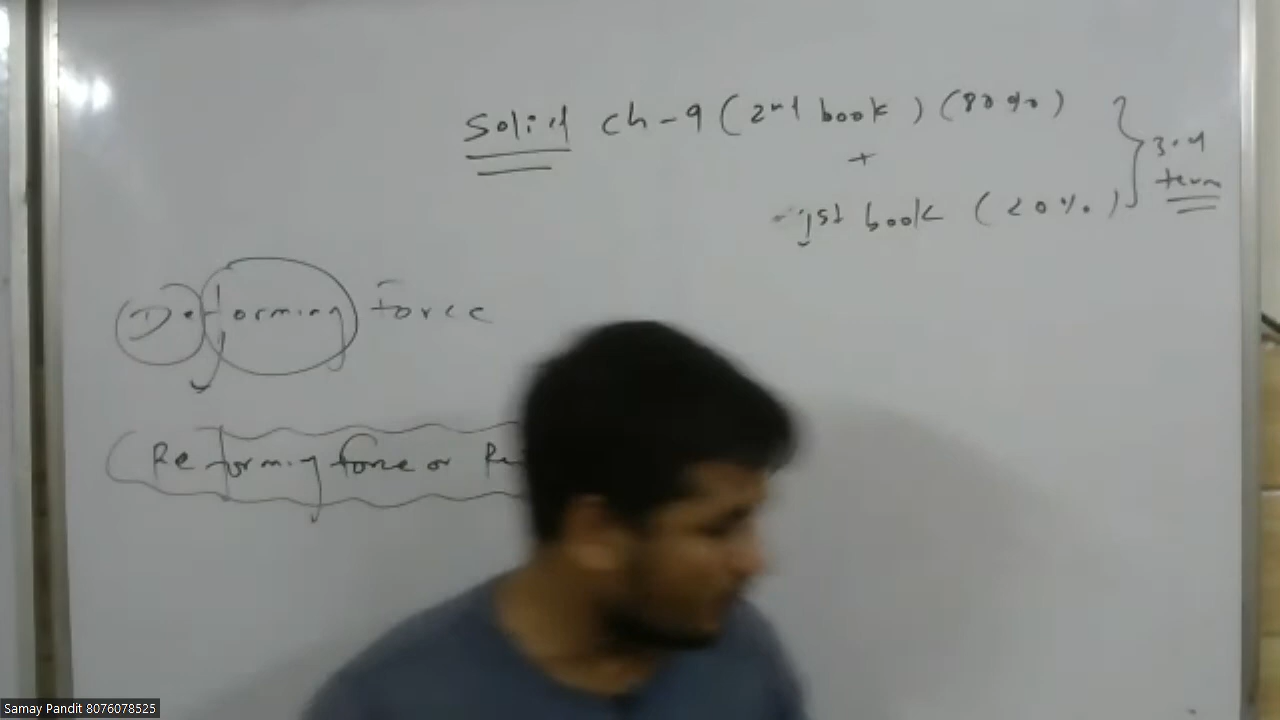 Solid ch-9 (2nd book) (80%)
+
1st book (20%)
3rd
term
Deforming force
(Reforming force or Re
Samay Pandit 8076078525